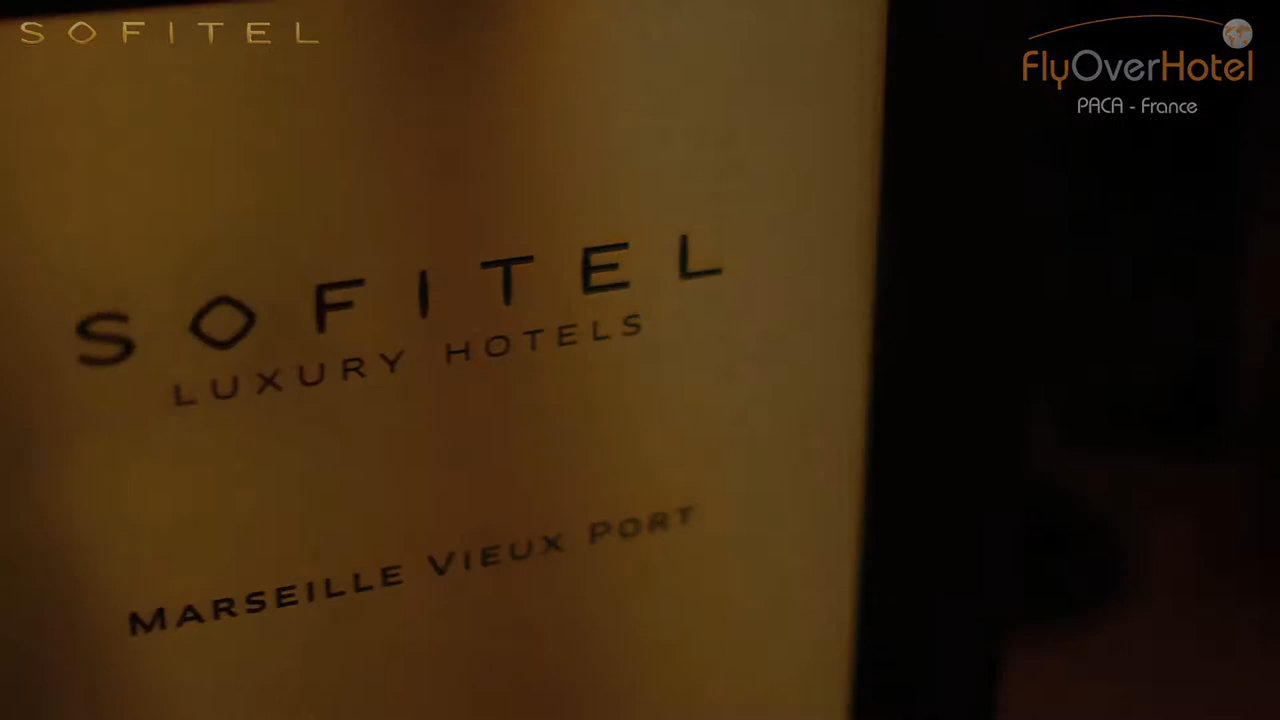 SOFITEL
FlyOverHotel
PACA - France
SOFITEL
LUXURY HOTELS
MARSEILLE VIEUX PORT